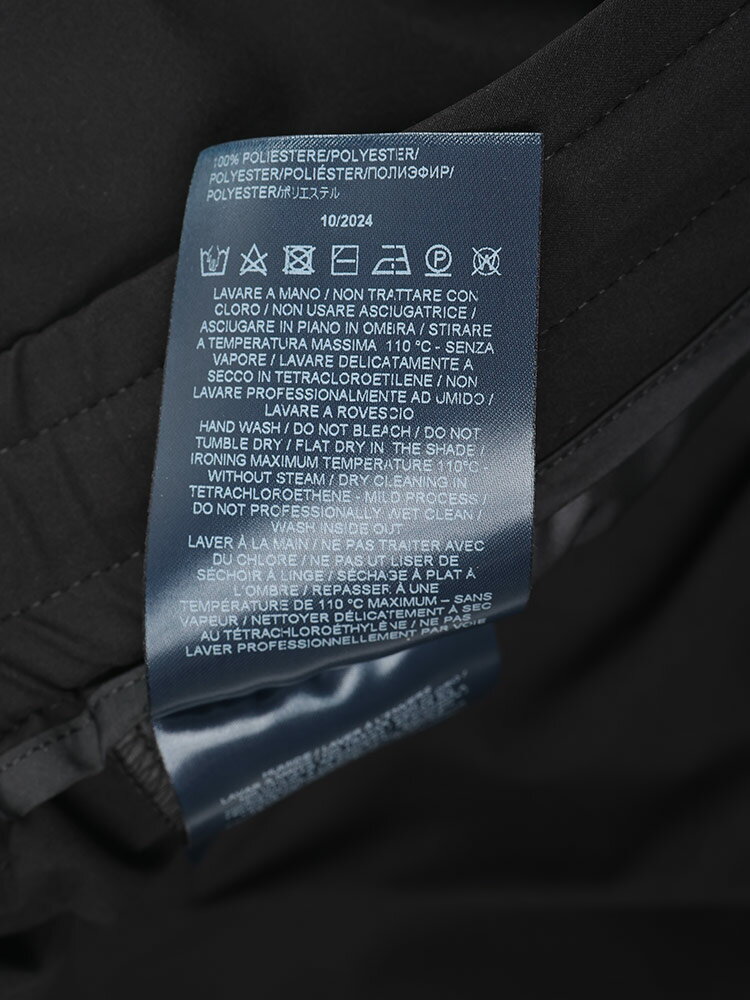 100% POLIESTERE/POLYESTER/
POLYESTER/POLIÉSTER/ПОЛИЭФИР/
POLYESTER/ポリエステル
10/2024
LAVARE A MANO / NON TRATTARE CON
CLORO / NON USARE ASCIUGATRICE /
ASCIUGARE IN PIANO IN OMBRA / STIRARE
A TEMPERATURA MASSIMA 110 °C - SENZA
VAPORE / LAVARE DELICATAMENTE A
SECCO IN TETRACLOROETILENE / NON
LAVARE PROFESSIONALMENTE AD UMIDO /
LAVARE A ROVESCIO
HAND WASH / DO NOT BLEACH / DO NOT
TUMBLE DRY / FLAT DRY IN THE SHADE /
IRONING MAXIMUM TEMPERATURE 110°C -
WITHOUT STEAM / DRY CLEANING IN
TETRACHLOROETHENE - MILD PROCESS /
DO NOT PROFESSIONALLY WET CLEAN /
WASH INSIDE OUT
LAVER À LA MAIN / NE PAS TRAITER AVEC
DU CHLORE / NE PAS UTLISER DE
SÉCHOIR À LINGE / SÉCHAGE À PLAT À
L'OMBRE / REPASSER À UNE
TEMPÉRATURE DE 110 °C MAXIMUM – SANS
VAPEUR / NETTOYER DÉLICATEMENT À SEC
AU TÉTRACHLOROÉTHYLÈNE / NE PAS
LAVER PROFESSIONNELLEMENT PAR VOIE